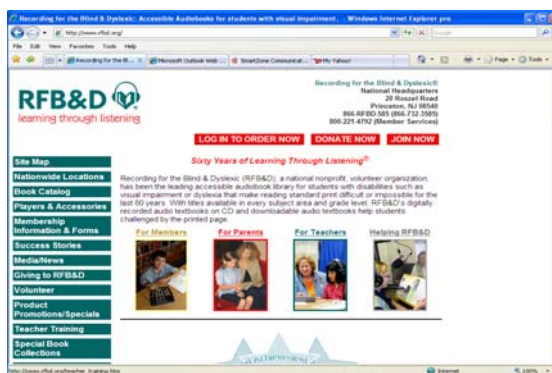 Recording for the Blind & Dyslexic: Accessible Audiobooks for students with visual impairment, - Windows Internet Explorer pro
http://www.rfbd.org/
Google
File Edit View Favorites Tools Help
Recording for the Bl...
Microsoft Outlook Web ...
SmartZone Communicat...
My Yahoo!
Page
Tools
RFB&D
learning through listening
Recording for the Blind & Dyslexic®
National Headquarters
20 Roszel Road
Princeton, NJ 08540
866-RFBD-585 (866-732-3585)
800-221-4792 (Member Services)
LOG IN TO ORDER NOW DONATE NOW JOIN NOW
Site Map
Nationwide Locations
Book Catalog
Players & Accessories
Membership
Information & Forms
Success Stories
Media/News
Giving to RFB&D
Volunteer
Product
Promotions/Specials
Teacher Training
Special Book
Collections
Sixty Years of Learning Through Listening®
Recording for the Blind & Dyslexic (RFB&D), a national nonprofit, volunteer organization,
has been the leading accessible audiobook library for students with disabilities such as
visual impairment or dyslexia that make reading standard print difficult or impossible for the
last 60 years. With titles available in every subject area and grade level, RFB&D's digitally
recorded audio textbooks on CD and downloadable audio textbooks help students
challenged by the printed page.
For Members For Parents For Teachers Helping RFB&D
Achievement
http://www.rfbd.org/teacher_training.htm
Internet
100%